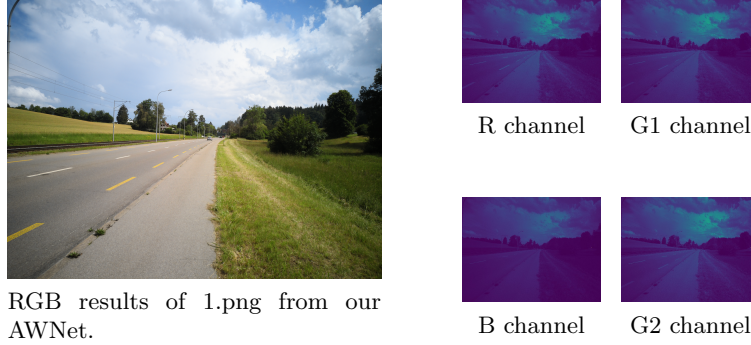 R channel
G1 channel
B channel
G2 channel
RGB results of 1.png from our
AWNet.